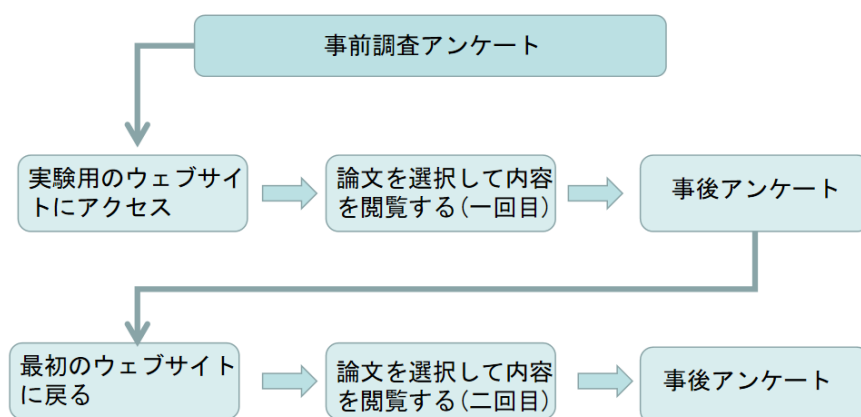 事前調査アンケート
実験用のウェブサイ
トにアクセス
論文を選択して内容
を閲覧する(一回目)
事後アンケート
最初のウェブサイト
に戻る
論文を選択して内容
を閲覧する(二回目)
事後アンケート